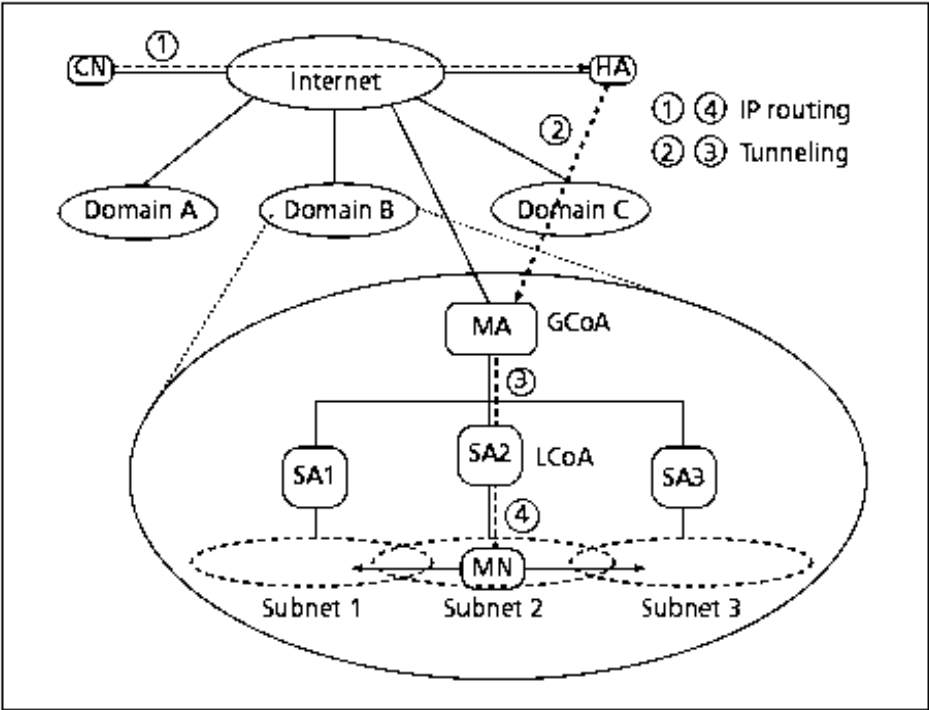 ①
CN
Internet
HA
②
① ④ IP routing
② ③ Tunneling
Domain A
Domain B
Domain C
MA
GCoA
③
SA1
SA2
LCoA
SA3
④
MN
Subnet 1
Subnet 2
Subnet 3